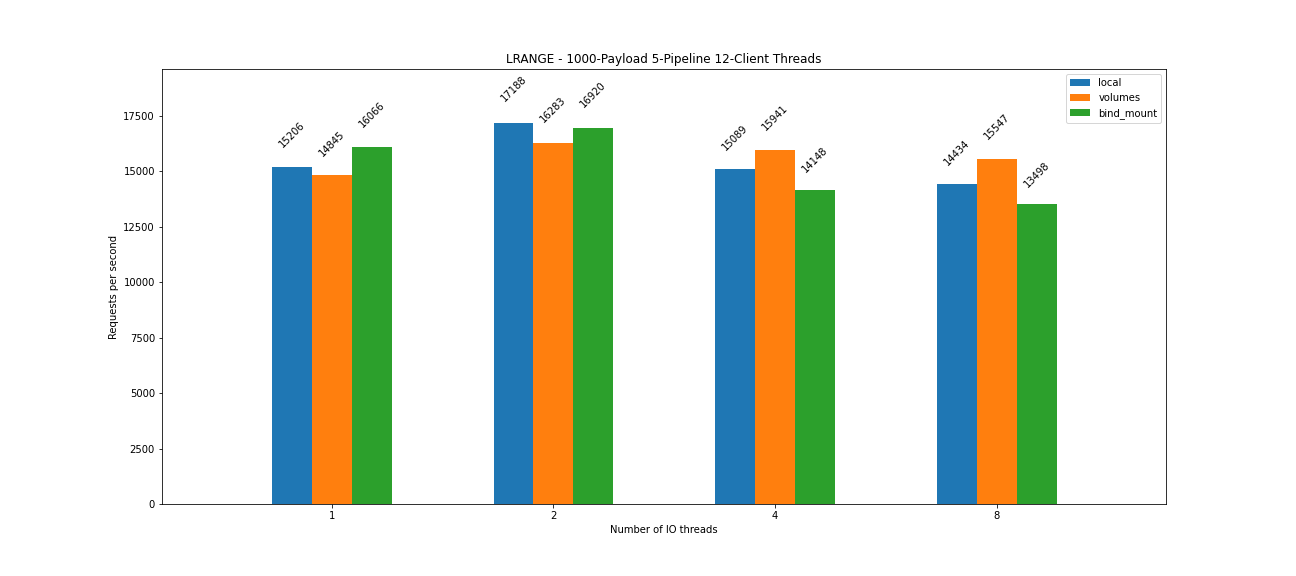 LRANGE - 1000-Payload 5-Pipeline 12-Client Threads
local
volumes
bind_mount
Requests per second
17500
15000
12500
10000
7500
5000
2500
0
15206
14845
16066
17188
16283
16920
15089
15941
14148
14434
15547
13498
1 2 4 8
Number of IO threads